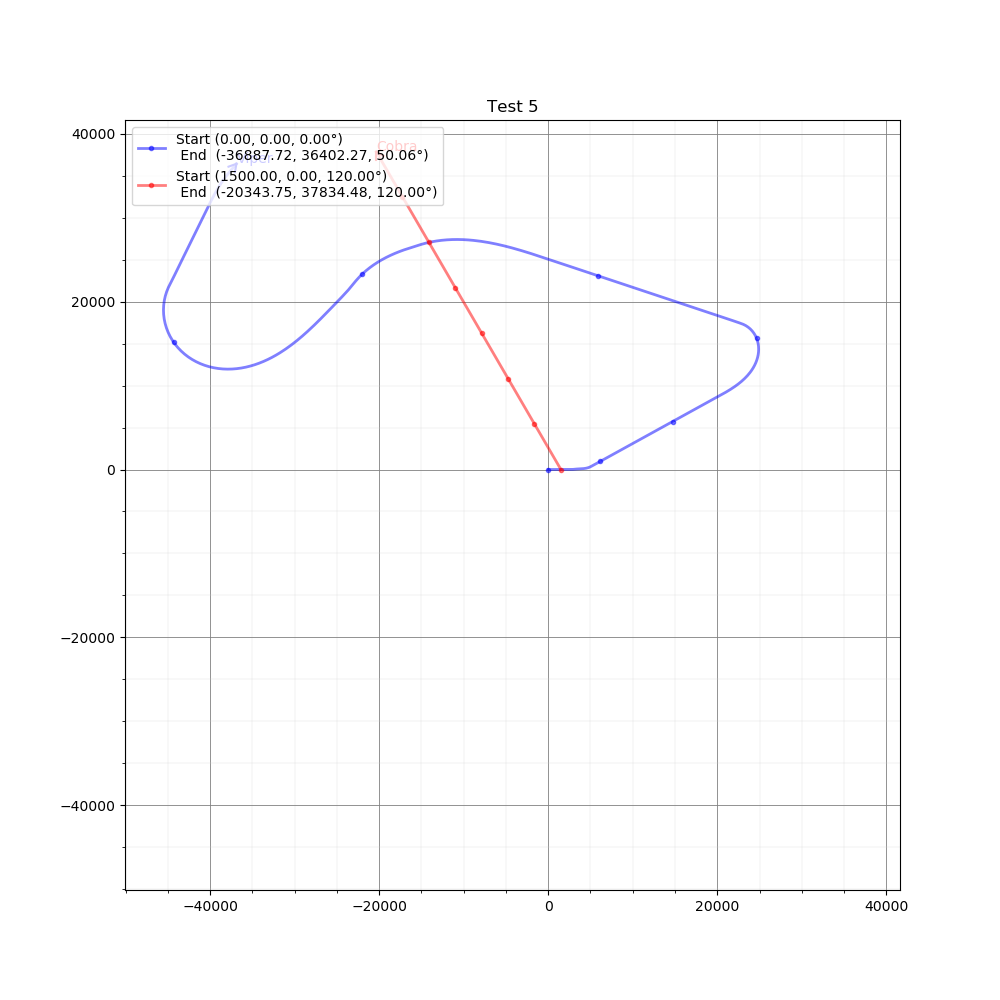 Test 5
40000
Start (0.00, 0.00, 0.00°)
End (-36887.72, 36402.27, 50.06°)
Start (1500.00, 0.00, 120.00°)
End (-20343.75, 37834.48, 120.00°)
Cobra
20000
0
−20000
−40000
−40000 −20000 0 20000 40000